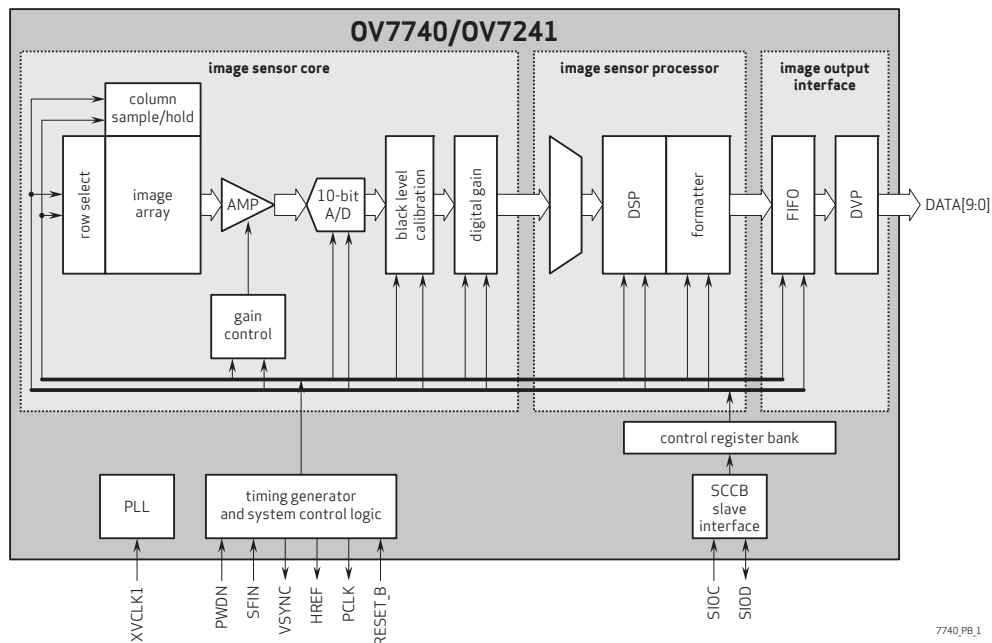 OV7740/OV7241
image sensor core
image sensor processor
image output
interface
column
sample/hold
row select
image
array
AMP
10-bit
A/D
black level
calibration
digital gain
DSP
formatter
FIFO
DVP
DATA[9:0]
gain
control
control register bank
PLL
timing generator
and system control logic
SCCB
slave
interface
XVCLK1
PWDN
SFIN
VSYNC
HREF
PCLK
RESET_B
SIOC
SIOD
7740_PB_1